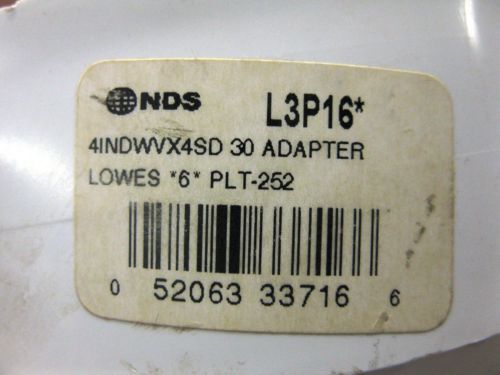 NDS L3P16*
4INDWVX4SD 30 ADAPTER
LOWES *6* PLT-252
0 52063 33716 6